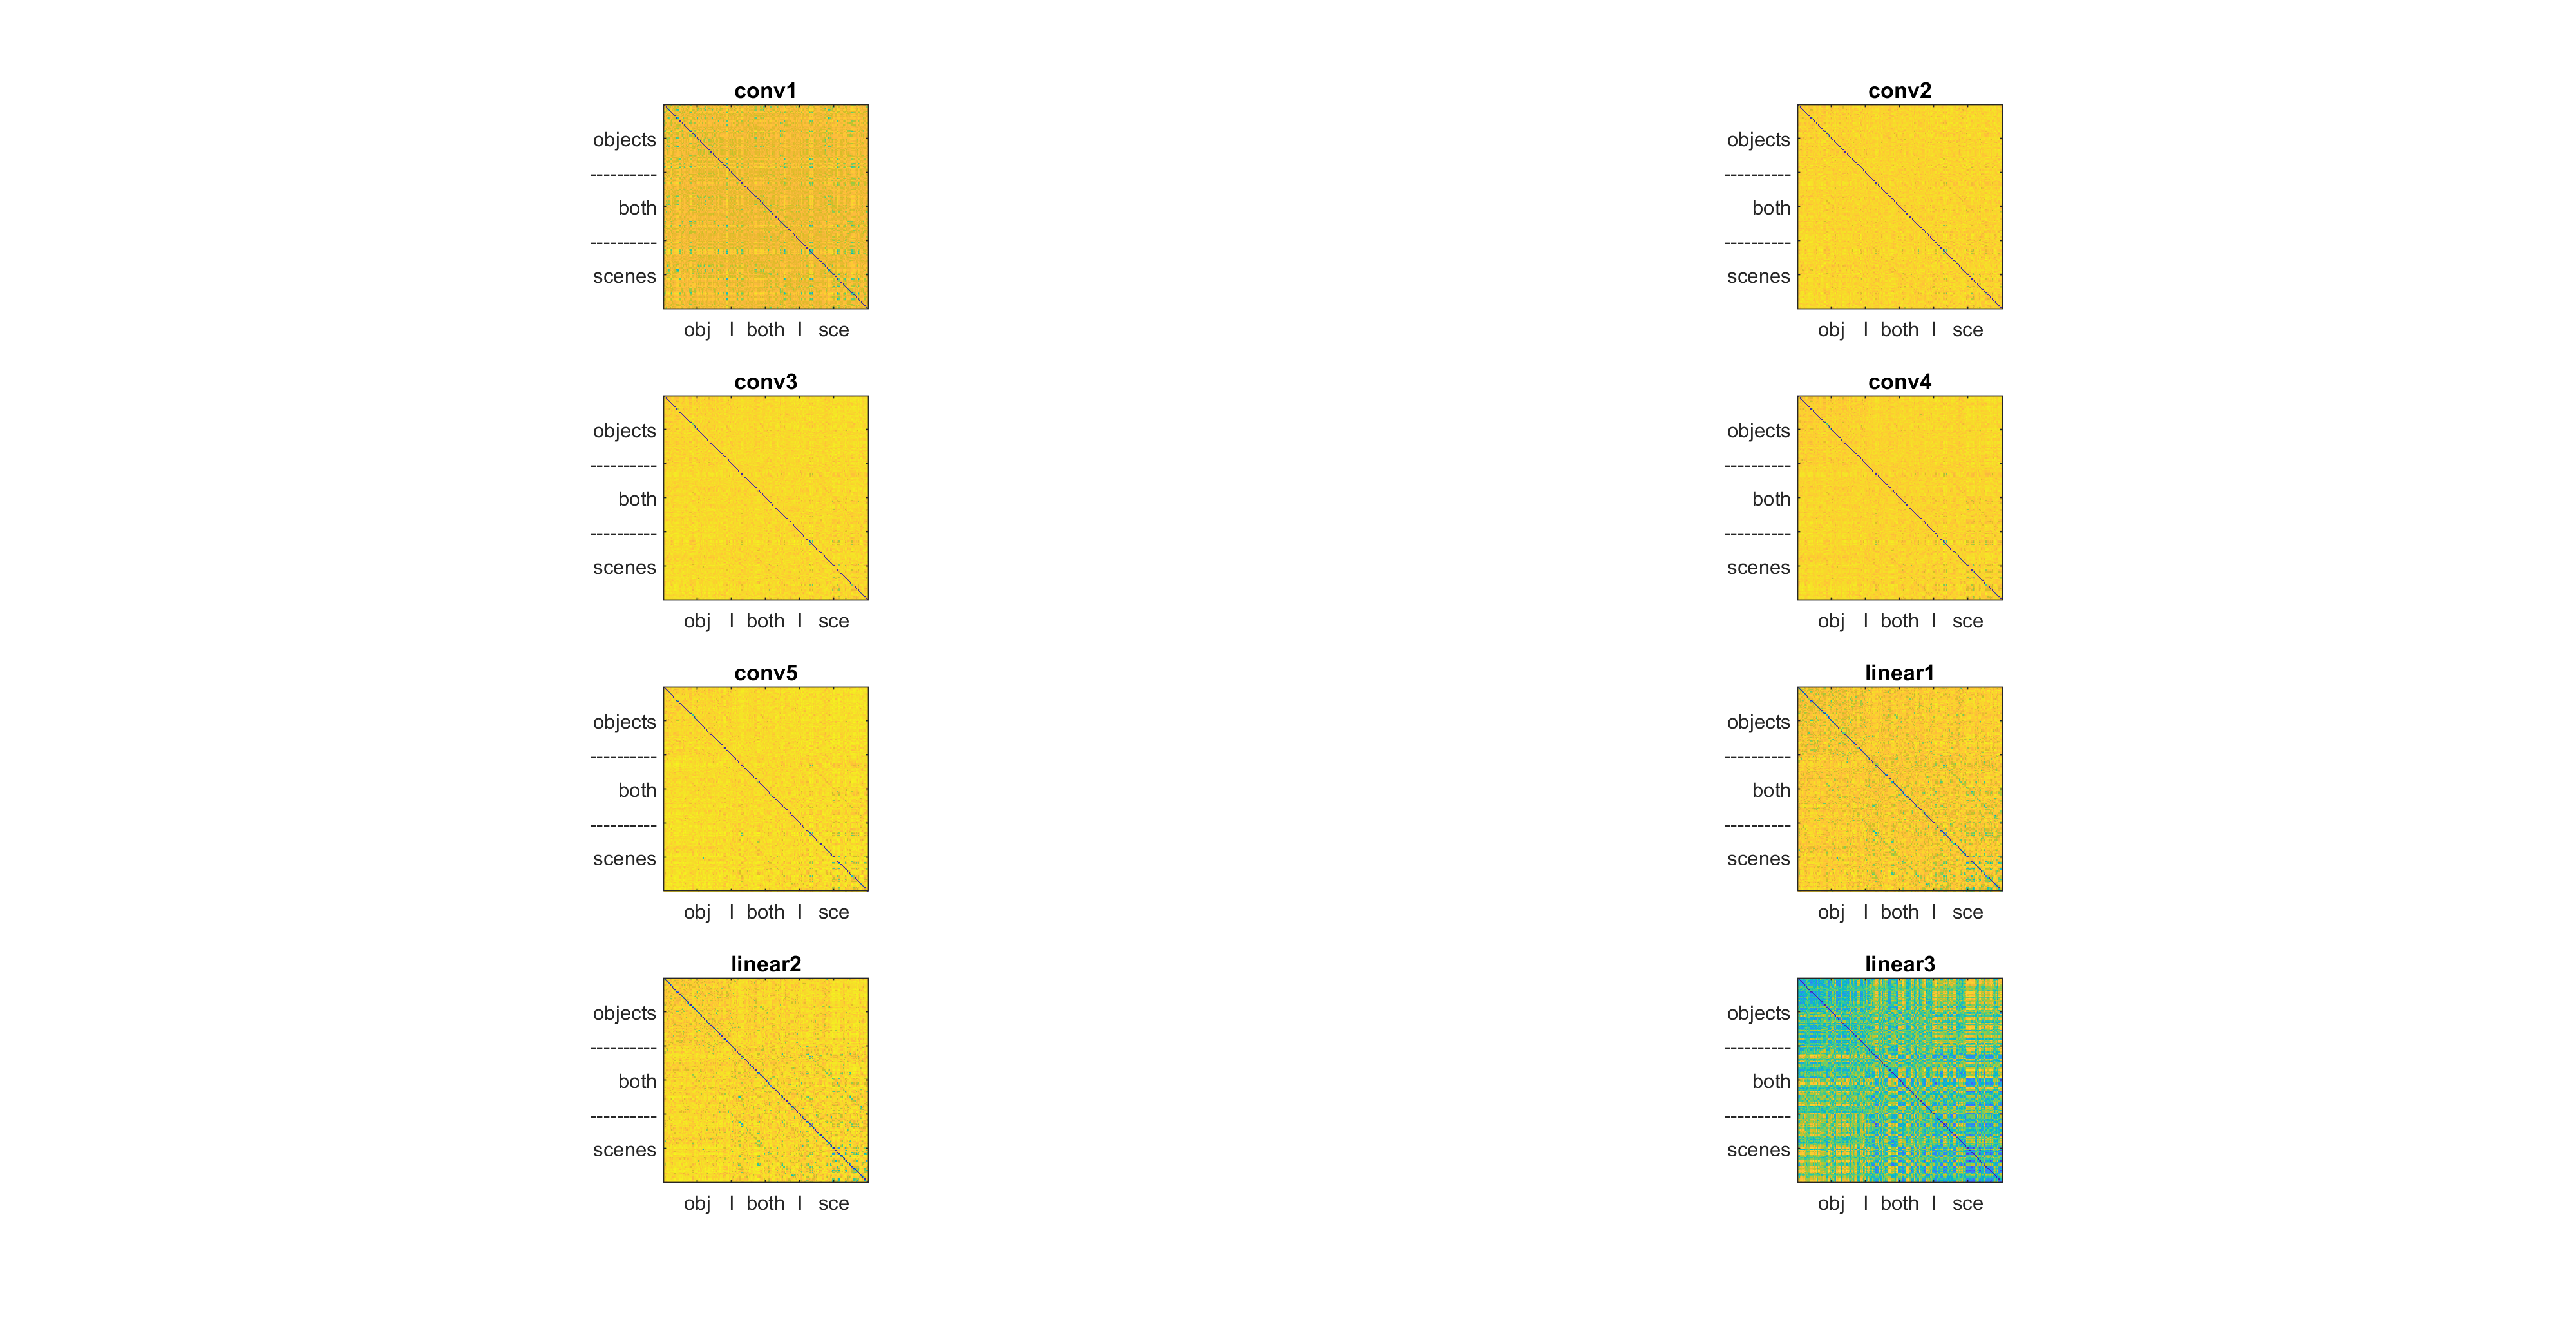 conv1
objects
----------
both
----------
scenes
obj | both | sce
conv2
objects
----------
both
----------
scenes
obj | both | sce
conv3
objects
----------
both
----------
scenes
obj | both | sce
conv4
objects
----------
both
----------
scenes
obj | both | sce
conv5
objects
----------
both
----------
scenes
obj | both | sce
linear1
objects
----------
both
----------
scenes
obj | both | sce
linear2
objects
----------
both
----------
scenes
obj | both | sce
linear3
objects
----------
both
----------
scenes
obj | both | sce